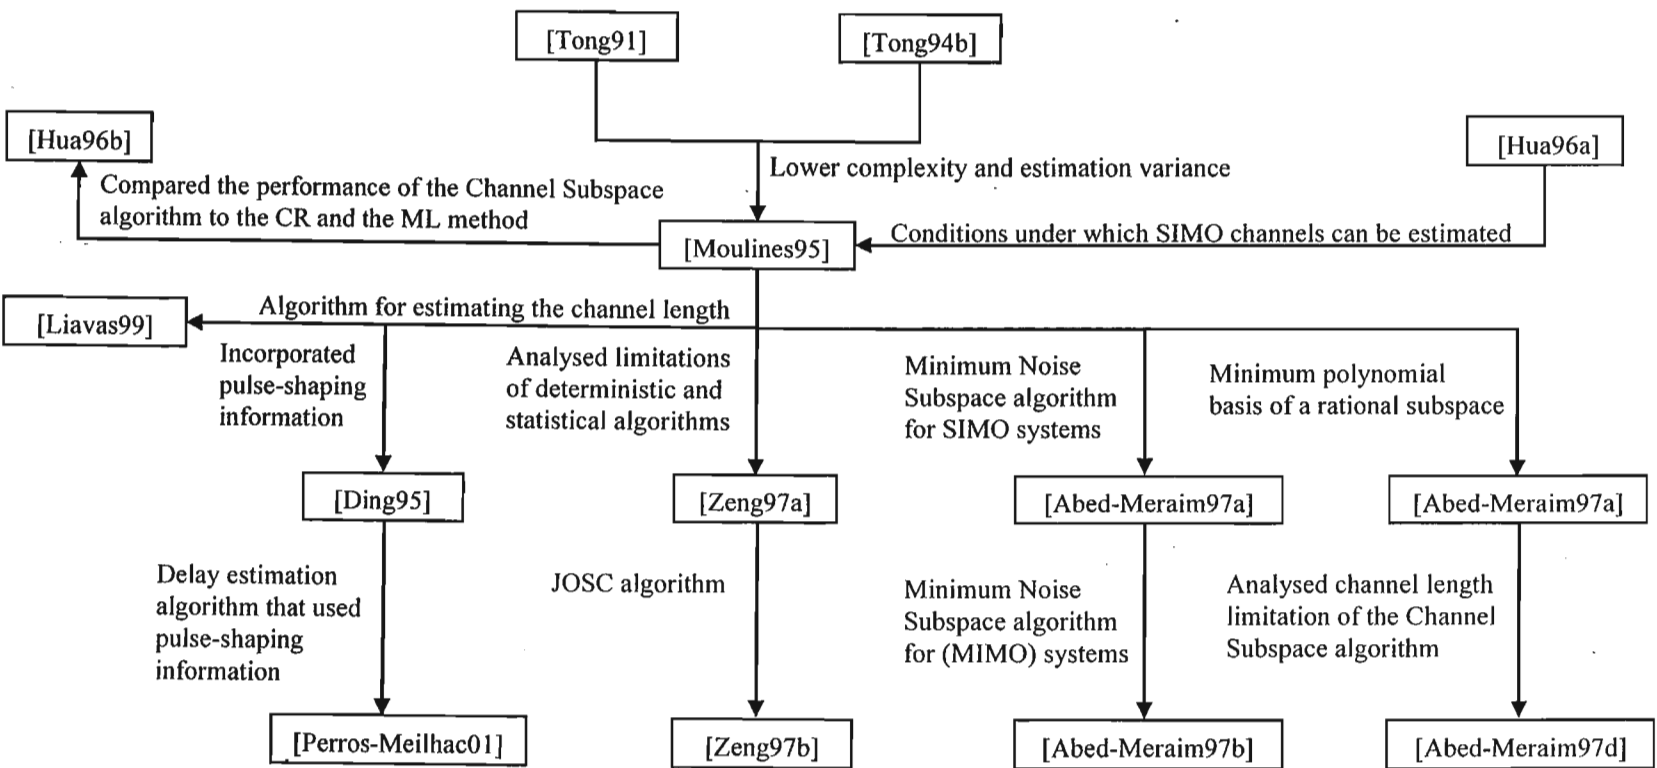 [Tong91]
[Tong94b]
[Hua96b]
[Hua96a]
Lower complexity and estimation variance
Compared the performance of the Channel Subspace
algorithm to the CR and the ML method
[Moulines95]
Conditions under which SIMO channels can be estimated
[Liavas99]
Algorithm for estimating the channel length
Incorporated
pulse-shaping
information
Analysed limitations
of deterministic and
statistical algorithms
Minimum Noise
Subspace algorithm
for SIMO systems
Minimum polynomial
basis of a rational subspace
[Ding95]
[Zeng97a]
[Abed-Meraim97a]
[Abed-Meraim97a]
Delay estimation
algorithm that used
pulse-shaping
information
JOSC algorithm
Minimum Noise
Subspace algorithm
for (MIMO) systems
Analysed channel length
limitation of the Channel
Subspace algorithm
[Perros-Meilhac01]
[Zeng97b]
[Abed-Meraim97b]
[Abed-Meraim97d]